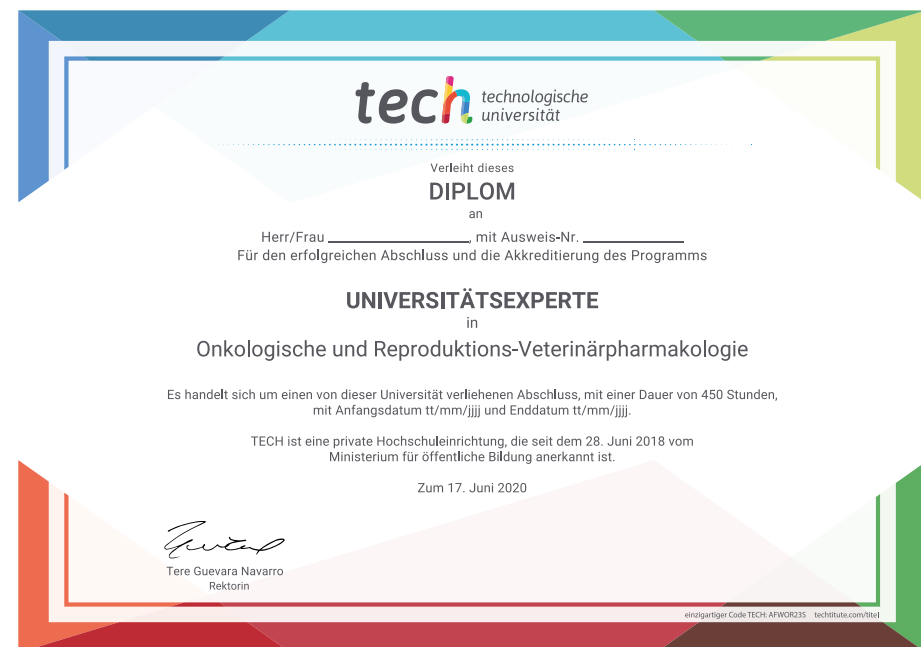 tech technologische
universität
Verleiht dieses
DIPLOM
an
Herr/Frau ____________________, mit Ausweis-Nr. ______________
Für den erfolgreichen Abschluss und die Akkreditierung des Programms
UNIVERSITÄTSEXPERTE
in
Onkologische und Reproduktions-Veterinärpharmakologie
Es handelt sich um einen von dieser Universität verliehenen Abschluss, mit einer Dauer von 450 Stunden,
mit Anfangsdatum tt/mm/jjjj und Enddatum tt/mm/jjjj.
TECH ist eine private Hochschuleinrichtung, die seit dem 28. Juni 2018 vom
Ministerium für öffentliche Bildung anerkannt ist.
Zum 17. Juni 2020
Tere Guevara Navarro
Rektorin
einzigartiger Code TECH: AFWOR23S techtitute.com/titel